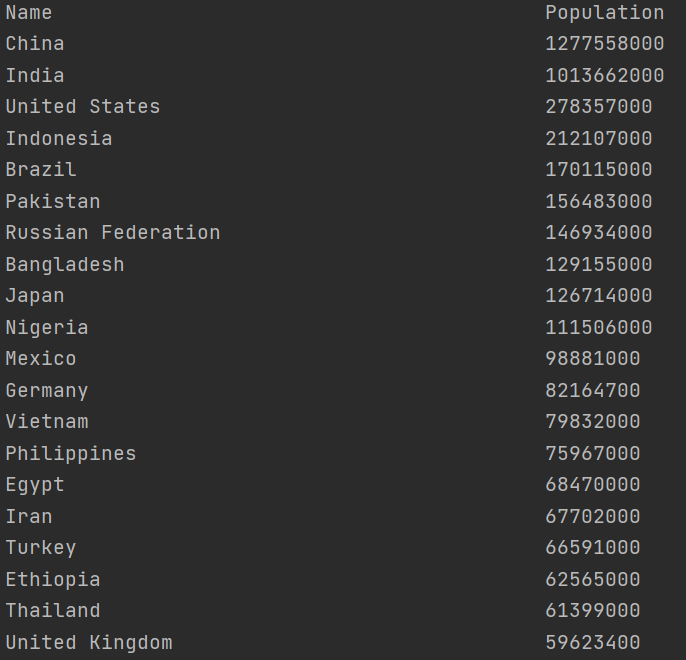 Name Population
China 1277558000
India 1013662000
United States 278357000
Indonesia 212107000
Brazil 170115000
Pakistan 156483000
Russian Federation 146934000
Bangladesh 129155000
Japan 126714000
Nigeria 111506000
Mexico 98881000
Germany 82164700
Vietnam 79832000
Philippines 75967000
Egypt 68470000
Iran 67702000
Turkey 66591000
Ethiopia 62565000
Thailand 61399000
United Kingdom 59623400